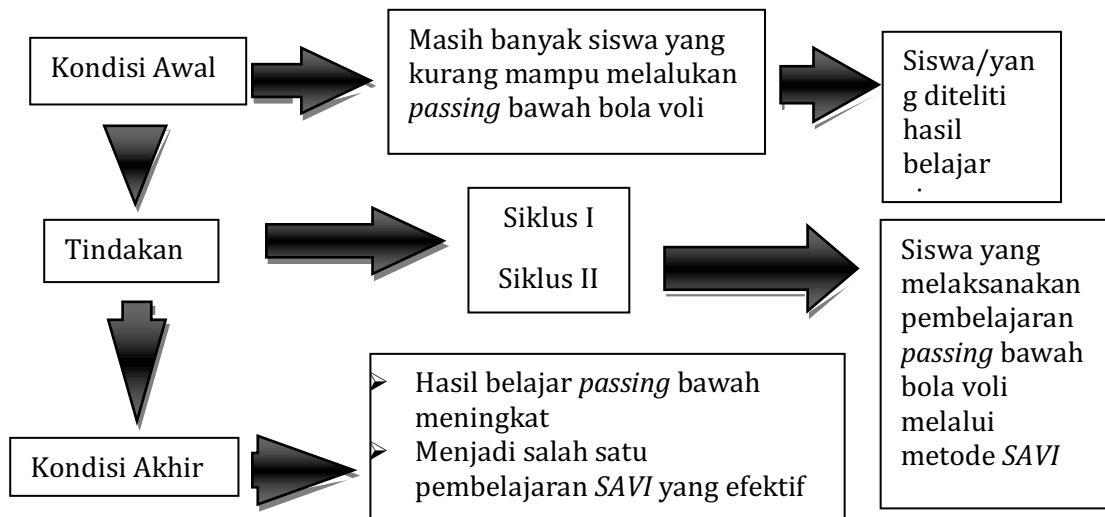 Kondisi Awal
Masih banyak siswa yang
kurang mampu melalukan
passing bawah bola voli
Siswa/yan
g diteliti
hasil
belajar
Tindakan
Siklus I
Siklus II
Siswa yang
melaksanakan
pembelajaran
passing bawah
bola voli
melalui
metode SAVI
Kondisi Akhir
Hasil belajar passing bawah
meningkat
Menjadi salah satu
pembelajaran SAVI yang efektif